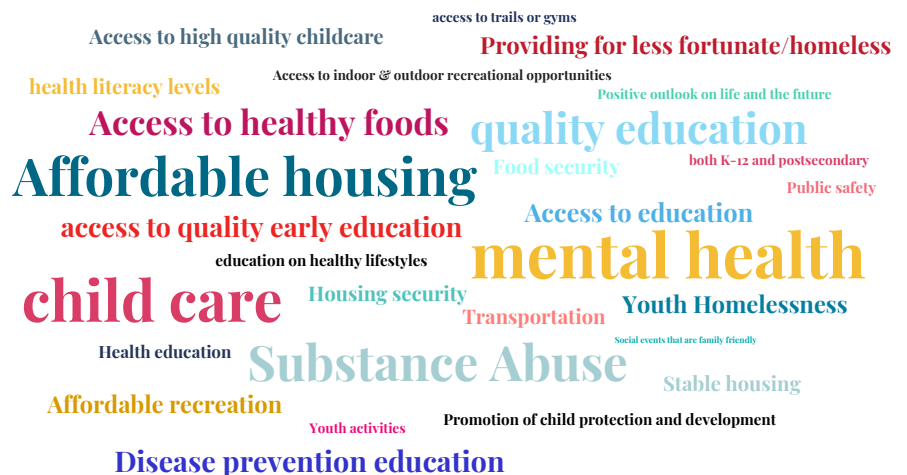 access to trails or gyms
Access to high quality childcare
Providing for less fortunate/homeless
Access to indoor & outdoor recreational opportunities
health literacy levels
Positive outlook on life and the future
Access to healthy foods
quality education
both K-12 and postsecondary
Food security
Affordable housing
Public safety
Access to education
access to quality early education
mental health
education on healthy lifestyles
child care
Housing security
Youth Homelessness
Transportation
Social events that are family friendly
Health education
Substance Abuse
Stable housing
Affordable recreation
Promotion of child protection and development
Youth activities
Disease prevention education